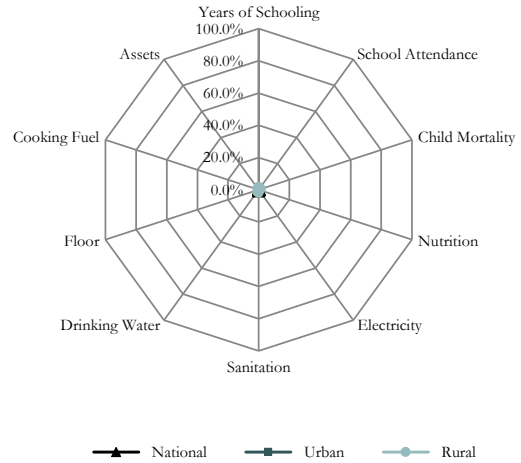 Years of Schooling
100.0%
Assets
School Attendance
80.0%
60.0%
40.0%
Cooking Fuel
Child Mortality
20.0%
0.0%
Floor
Nutrition
Drinking Water
Electricity
Sanitation
National Urban Rural